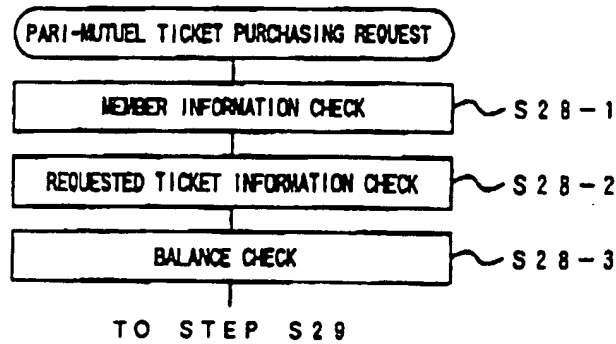 PARI-MUTUEL TICKET PURCHASING REQUEST
MEMBER INFORMATION CHECK
S28-1
REQUESTED TICKET INFORMATION CHECK
S28-2
BALANCE CHECK
S28-3
TO STEP S29